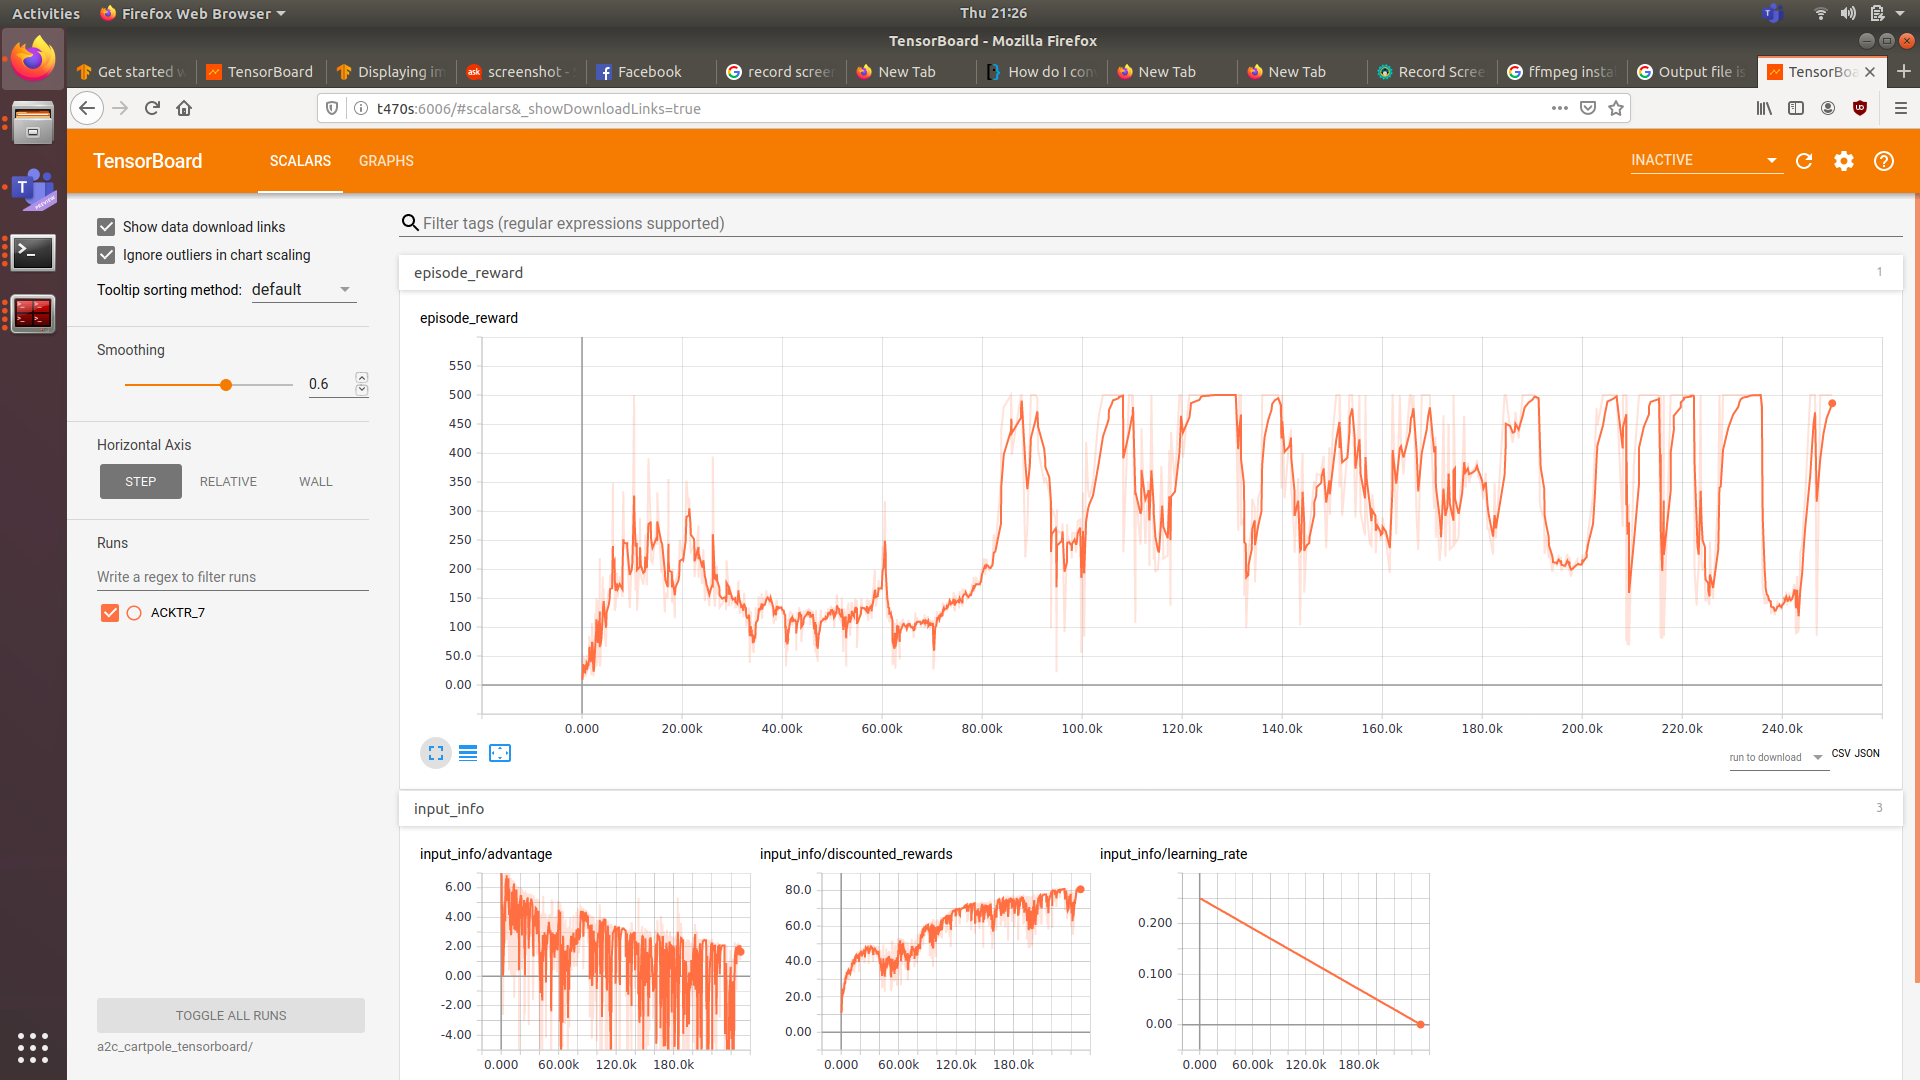 Activities Firefox Web Browser Thu 21:26
TensorBoard - Mozilla Firefox
Get started w TensorBoard Displaying im screenshot - Facebook record screen New Tab How do I con New Tab New Tab Record Scree ffmpeg insta Output file is TensorBoa
t470s:6006/#scalars&_showDownloadLinks=true
TensorBoard SCALARS GRAPHS INACTIVE
Show data download links
Ignore outliers in chart scaling
Tooltip sorting method: default
Smoothing
0.6
Horizontal Axis
STEP RELATIVE WALL
Runs
Write a regex to filter runs
ACKTR_7
TOGGLE ALL RUNS
a2c_cartpole_tensorboard/
Filter tags (regular expressions supported)
episode_reward 1
episode_reward
550
500
450
400
350
300
250
200
150
100
50.0
0.00
0.000 20.00k 40.00k 60.00k 80.00k 100.0k 120.0k 140.0k 160.0k 180.0k 200.0k 220.0k 240.0k
run to download CSV JSON
input_info 3
input_info/advantage
6.00
4.00
2.00
0.00
-2.00
-4.00
0.000 60.00k 120.0k 180.0k
input_info/discounted_rewards
80.0
60.0
40.0
20.0
0.00
0.000 60.00k 120.0k 180.0k
input_info/learning_rate
0.200
0.100
0.00
0.000 60.00k 120.0k 180.0k